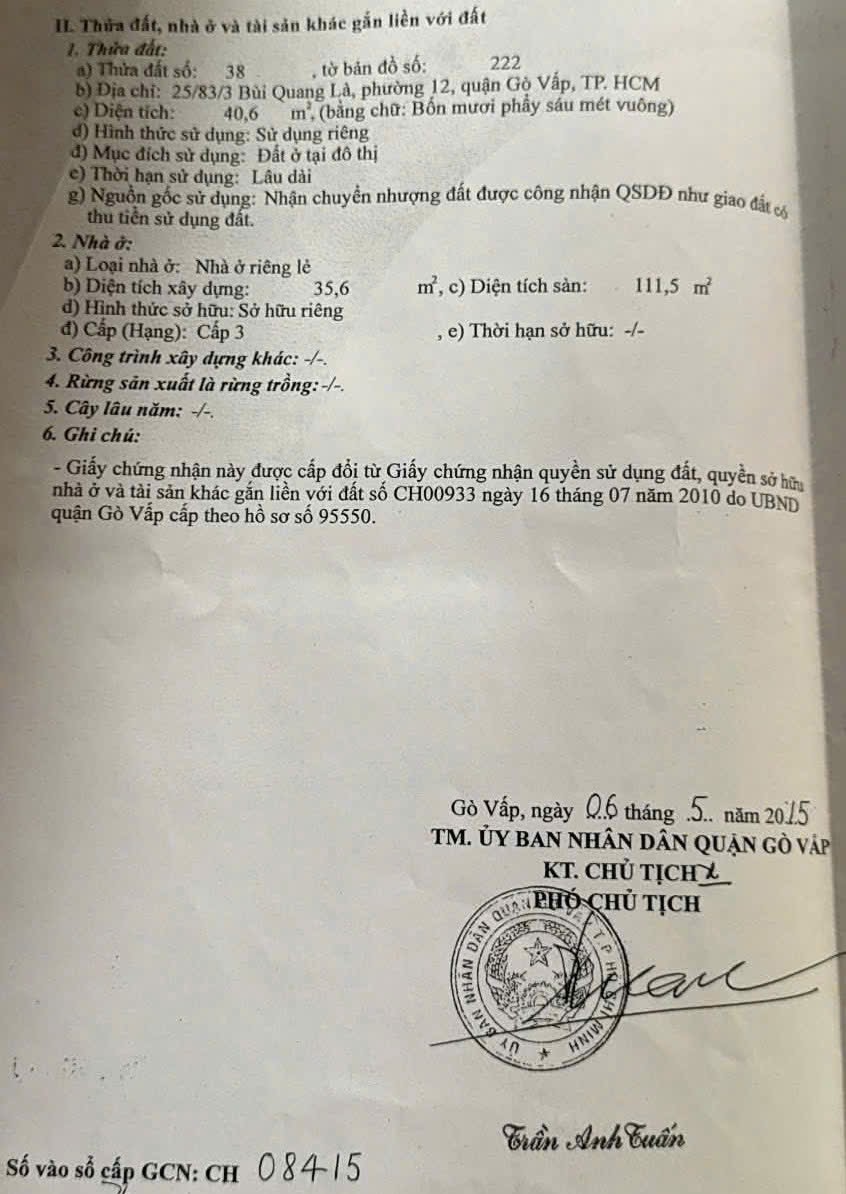 II. Thửa đất, nhà ở và tài sản khác gắn liền với đất
1. Thửa đất:
a) Thửa đất số: 38 , tờ bản đồ số: 222
b) Địa chỉ: 25/83/3 Bùi Quang Là, phường 12, quận Gò Vấp, TP. HCM
c) Diện tích: 40,6 m², (bằng chữ: Bốn mươi phẩy sáu mét vuông)
d) Hình thức sử dụng: Sử dụng riêng
đ) Mục đích sử dụng: Đất ở tại đô thị
e) Thời hạn sử dụng: Lâu dài
g) Nguồn gốc sử dụng: Nhận chuyển nhượng đất được công nhận QSDĐ như giao đất có
thu tiền sử dụng đất.
2. Nhà ở:
a) Loại nhà ở: Nhà ở riêng lẻ
b) Diện tích xây dựng: 35,6 m², c) Diện tích sàn: 111,5 m²
d) Hình thức sở hữu: Sở hữu riêng
đ) Cấp (Hạng): Cấp 3 , e) Thời hạn sở hữu: -/-
3. Công trình xây dựng khác: -/-.
4. Rừng sản xuất là rừng trồng: -/-.
5. Cây lâu năm: -/-.
6. Ghi chú:
- Giấy chứng nhận này được cấp đổi từ Giấy chứng nhận quyền sử dụng đất, quyền sở hữu
nhà ở và tài sản khác gắn liền với đất số CH00933 ngày 16 tháng 07 năm 2010 do UBND
quận Gò Vấp cấp theo hồ sơ số 95550.
Gò Vấp, ngày 06 tháng 5 năm 2015
TM. ỦY BAN NHÂN DÂN QUẬN GÒ VẤP
KT. CHỦ TỊCH
PHÓ CHỦ TỊCH
ỦY BAN NHÂN DÂN QUẬN GÒ VẤP T.P HỒ CHÍ MINH
Trần Anh Tuấn
Số vào sổ cấp GCN: CH 08415